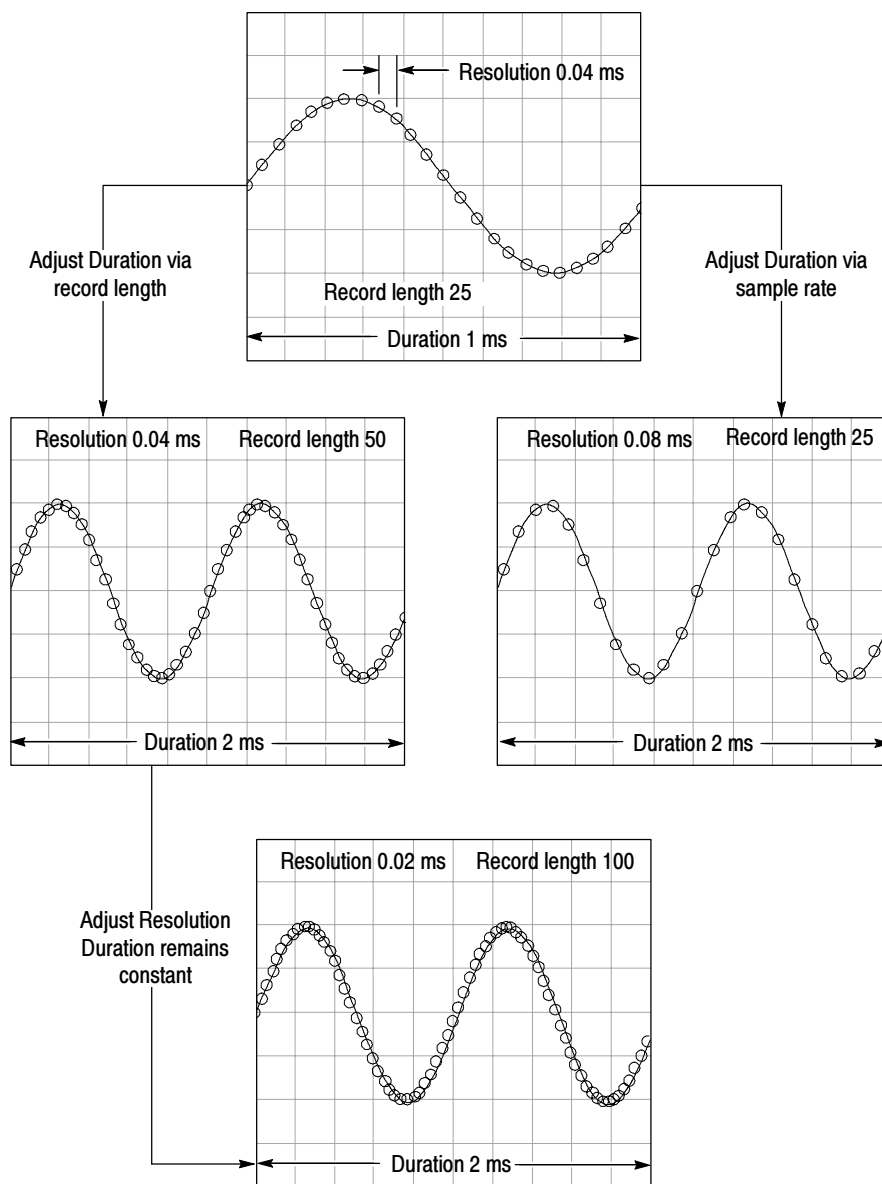 Resolution 0.04 ms
Record length 25
Duration 1 ms
Adjust Duration via
record length
Adjust Duration via
sample rate
Resolution 0.04 ms
Record length 50
Duration 2 ms
Resolution 0.08 ms
Record length 25
Duration 2 ms
Adjust Resolution
Duration remains
constant
Resolution 0.02 ms
Record length 100
Duration 2 ms